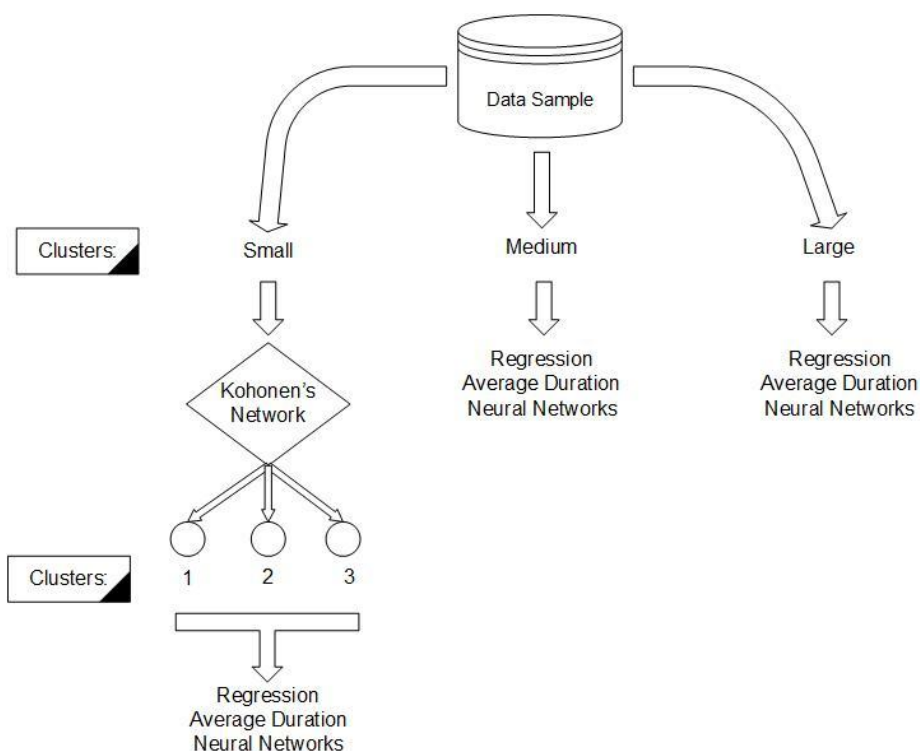 Data Sample
Clusters:
Small
Medium
Large
Kohonen's
Network
Regression
Average Duration
Neural Networks
Regression
Average Duration
Neural Networks
Clusters:
1 2 3
Regression
Average Duration
Neural Networks